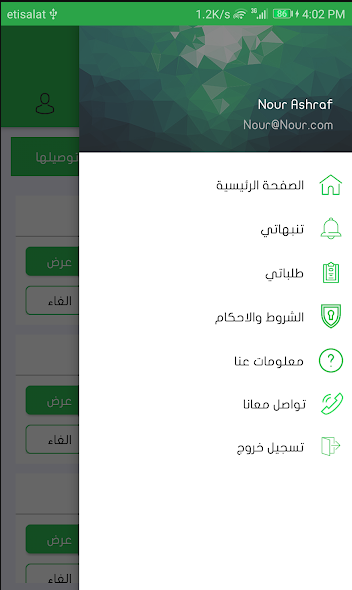 etisalat 1.2K/s 3G 86 4:02 PM
Nour Ashraf
Nour@Nour.com
الصفحة الرئيسية
تنبهاتي
طلباتي
الشروط والاحكام
معلومات عنا
تواصل معانا
تسجيل خروج
توصيلها
عرض
الغاء
عرض
الغاء
عرض
الغاء